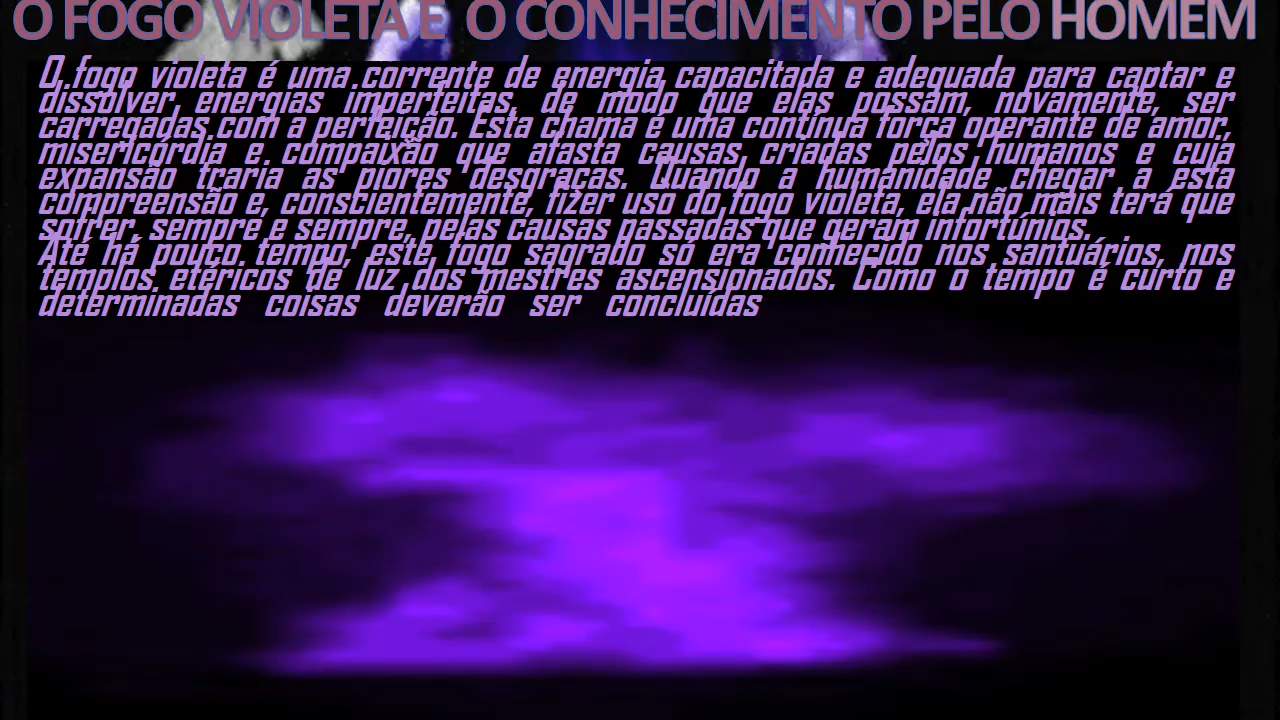 O FOGO VIOLETA E O CONHECIMENTO PELO HOMEM
O fogo violeta é uma corrente de energia capacitada e adequada para captar e
dissolver energias imperfeitas, de modo que elas possam, novamente, ser
carregadas com a perfeição. Esta chama é uma contínua força operante de amor,
misericórdia e compaixão que afasta causas criadas pelos humanos e cuja
expansão traria as piores desgraças. Quando a humanidade chegar a esta
compreensão e, conscientemente, fizer uso do fogo violeta, ela não mais terá que
sofrer, sempre e sempre, pelas causas passadas que geram infortúnios.
Até há pouco tempo, este fogo sagrado só era conhecido nos santuários, nos
templos etéricos de luz dos mestres ascensionados. Como o tempo é curto e
determinadas coisas deverão ser concluídas